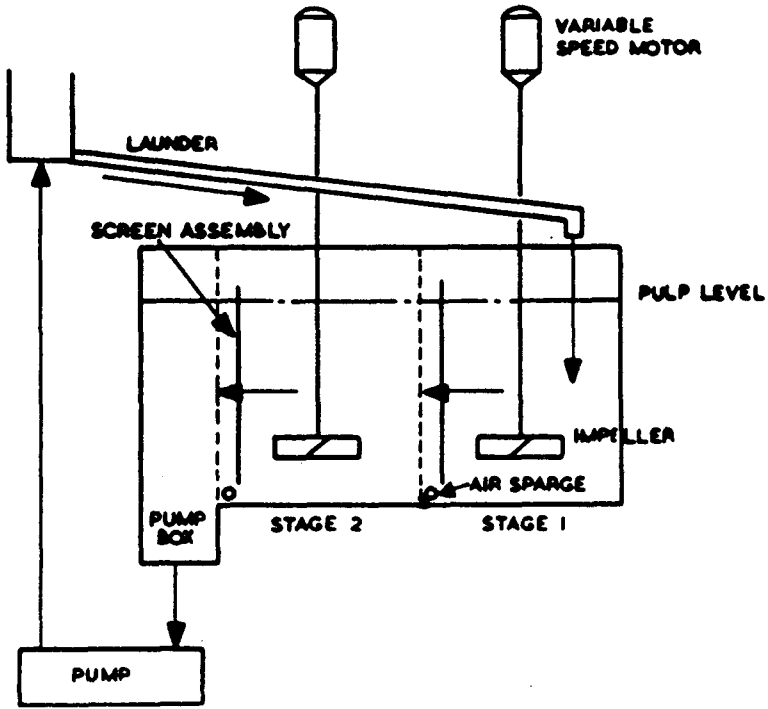 VARIABLE
SPEED MOTOR
LAUNDER
SCREEN ASSEMBLY
PULP LEVEL
IMPELLER
AIR SPARGE
PUMP
BOX
STAGE 2
STAGE 1
PUMP